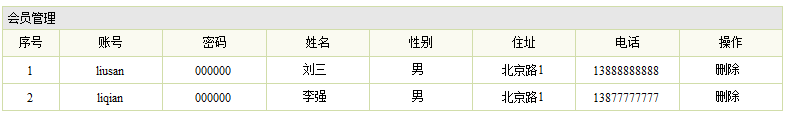 会员管理
序号 账号 密码 姓名 性别 住址 电话 操作
1 liusan 000000 刘三 男 北京路1 13888888888 删除
2 liqian 000000 李强 男 北京路1 13877777777 删除